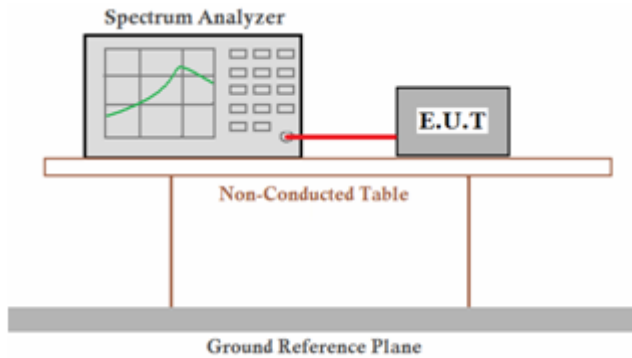 Spectrum Analyzer
E.U.T
Non-Conducted Table
Ground Reference Plane